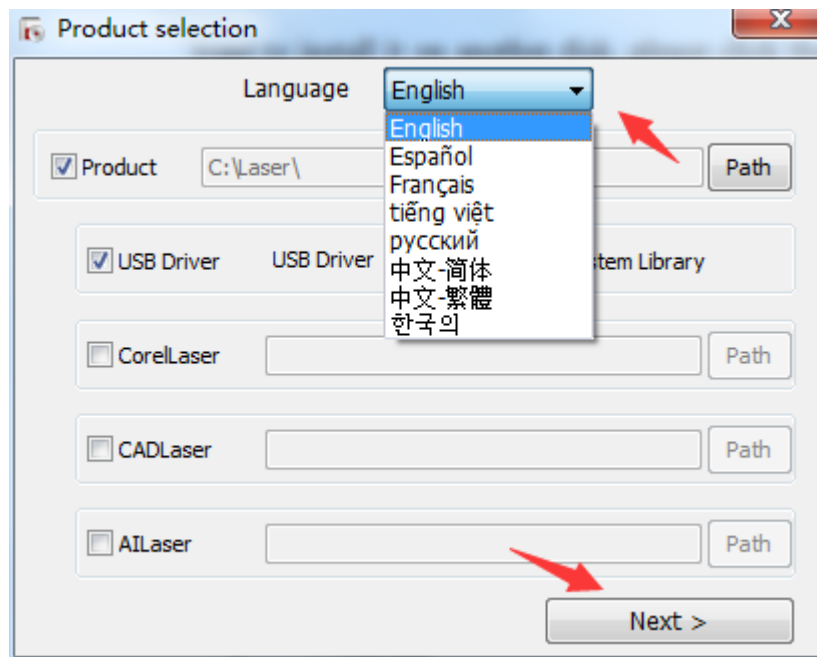 Product selection
Language English
English
Español
Français
tiếng việt
русский
中文-简体
中文-繁體
한국의
Product C:\Laser\ Path
USB Driver USB Driver stem Library
CorelLaser Path
CADLaser Path
AILaser Path
Next >